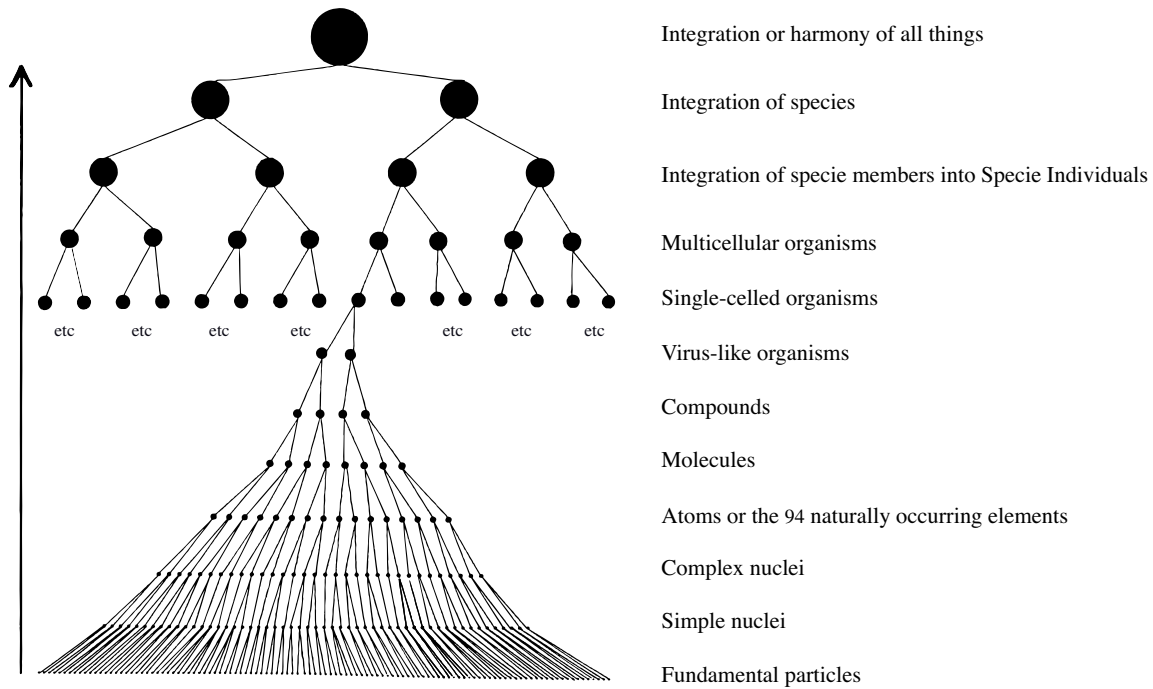 Integration or harmony of all things
Integration of species
Integration of specie members into Specie Individuals
Multicellular organisms
Single-celled organisms
etc etc etc etc etc etc etc
Virus-like organisms
Compounds
Molecules
Atoms or the 94 naturally occurring elements
Complex nuclei
Simple nuclei
Fundamental particles